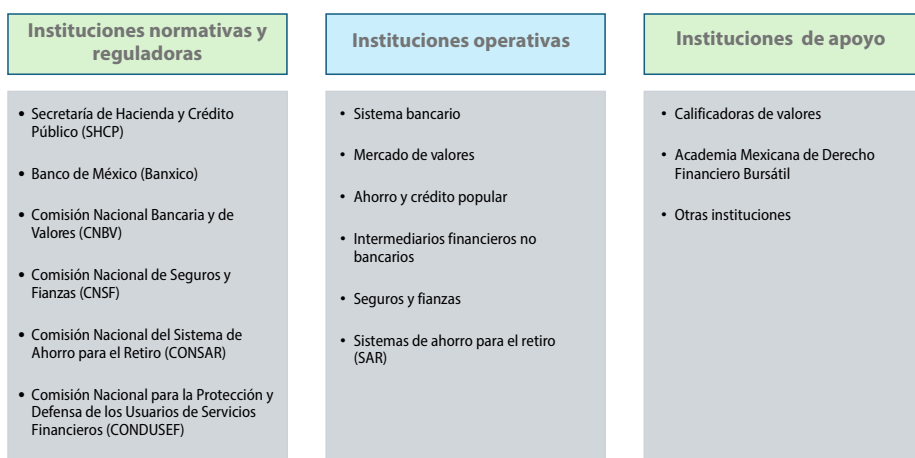 Instituciones normativas y
reguladoras
• Secretaría de Hacienda y Crédito
Público (SHCP)
• Banco de México (Banxico)
• Comisión Nacional Bancaria y de
Valores (CNBV)
• Comisión Nacional de Seguros y
Fianzas (CNSF)
• Comisión Nacional del Sistema de
Ahorro para el Retiro (CONSAR)
• Comisión Nacional para la Protección y
Defensa de los Usuarios de Servicios
Financieros (CONDUSEF)
Instituciones operativas
• Sistema bancario
• Mercado de valores
• Ahorro y crédito popular
• Intermediarios financieros no
bancarios
• Seguros y fianzas
• Sistemas de ahorro para el retiro
(SAR)
Instituciones de apoyo
• Calificadoras de valores
• Academia Mexicana de Derecho
Financiero Bursátil
• Otras instituciones